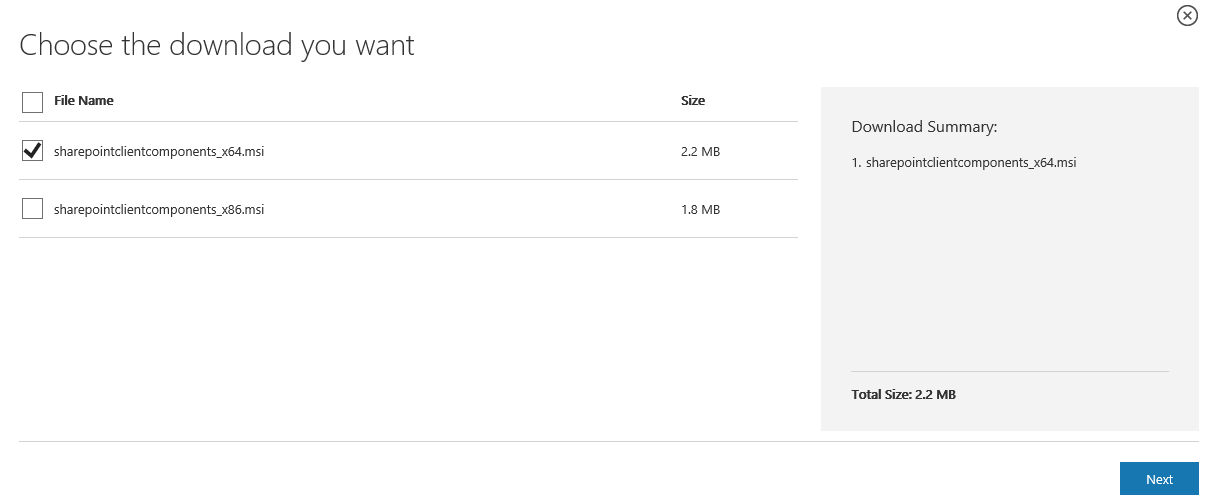 Choose the download you want
File Name Size
sharepointclientcomponents_x64.msi 2.2 MB
sharepointclientcomponents_x86.msi 1.8 MB
Download Summary:
1. sharepointclientcomponents_x64.msi
Total Size: 2.2 MB
Next